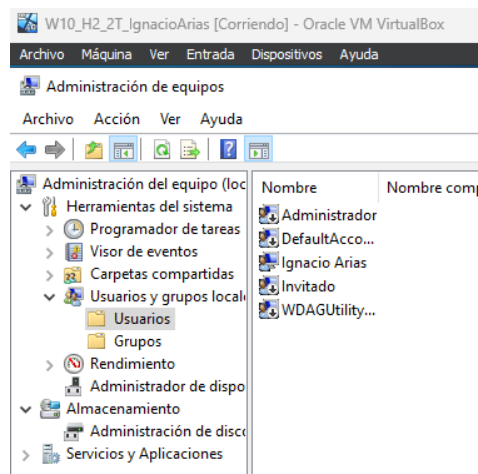 W10_H2_2T_IgnacioArias [Corriendo] - Oracle VM VirtualBox
Archivo Máquina Ver Entrada Dispositivos Ayuda
Administración de equipos
Archivo Acción Ver Ayuda
Administración del equipo (loc
Herramientas del sistema
Programador de tareas
Visor de eventos
Carpetas compartidas
Usuarios y grupos local
Usuarios
Grupos
Rendimiento
Administrador de dispo
Almacenamiento
Administración de disco
Servicios y Aplicaciones
Nombre Nombre comp
Administrador
DefaultAcco...
Ignacio Arias
Invitado
WDAGUtility...